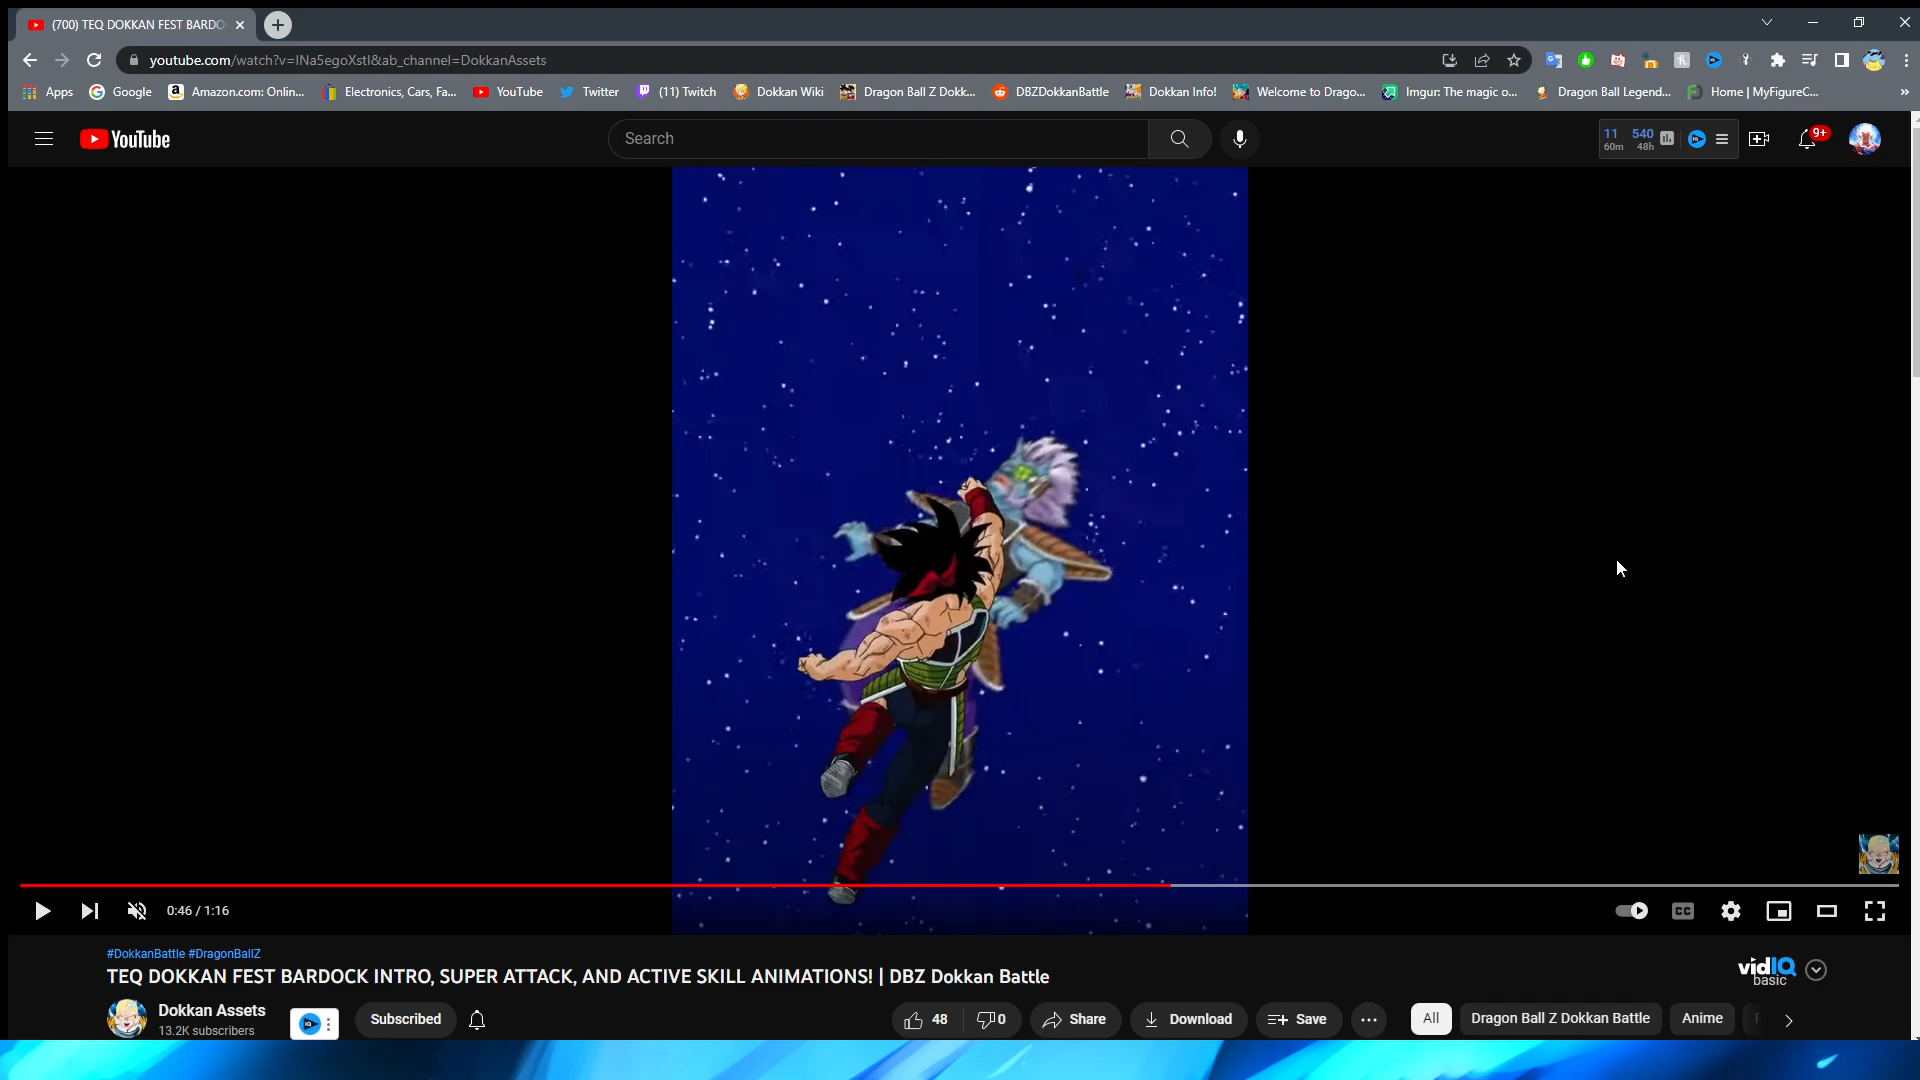 (700) TEQ DOKKAN FEST BARDO
youtube.com/watch?v=INa5egoXstI&ab_channel=DokkanAssets
Apps Google Amazon.com: Onlin... Electronics, Cars, Fa... YouTube Twitter (11) Twitch Dokkan Wiki Dragon Ball Z Dokk... DBZDokkanBattle Dokkan Info! Welcome to Drago... Imgur: The magic o... Dragon Ball Legend... Home | MyFigureC... »
YouTube Search 11 540 9+
60m 48h
0:46 / 1:16 CC
#DokkanBattle #DragonBallZ
TEQ DOKKAN FEST BARDOCK INTRO, SUPER ATTACK, AND ACTIVE SKILL ANIMATIONS! | DBZ Dokkan Battle
vidIQ
basic
Dokkan Assets
13.2K subscribers
Subscribed 48 0 Share Download Save ... All Dragon Ball Z Dokkan Battle Anime